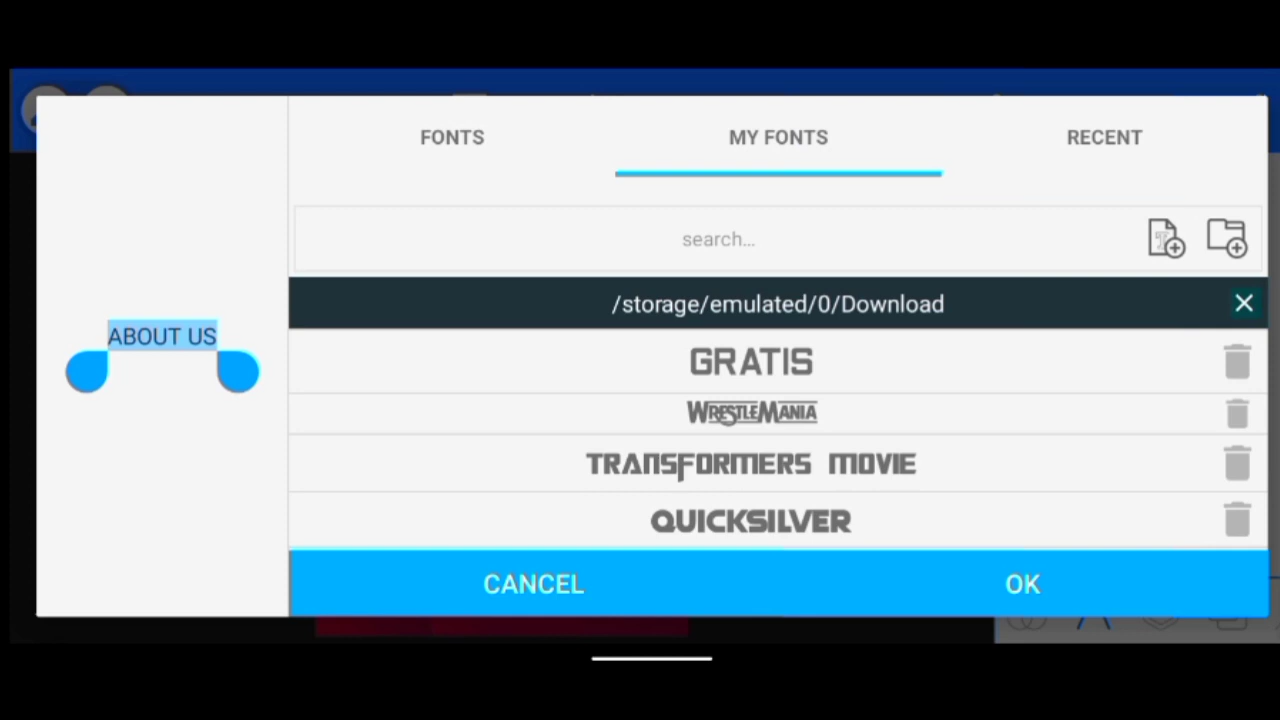 FONTS
MY FONTS
RECENT
search...
/storage/emulated/0/Download
ABOUT US
GRATIS
WRESTLEMANIA
TRANSFORMERS MOVIE
QUICKSILVER
CANCEL
OK